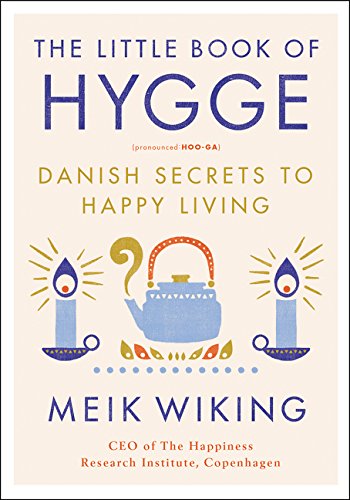 THE LITTLE BOOK OF
HYGGE
(pronounced HOO-GA)
DANISH SECRETS TO
HAPPY LIVING
MEIK WIKING
CEO of The Happiness
Research Institute, Copenhagen